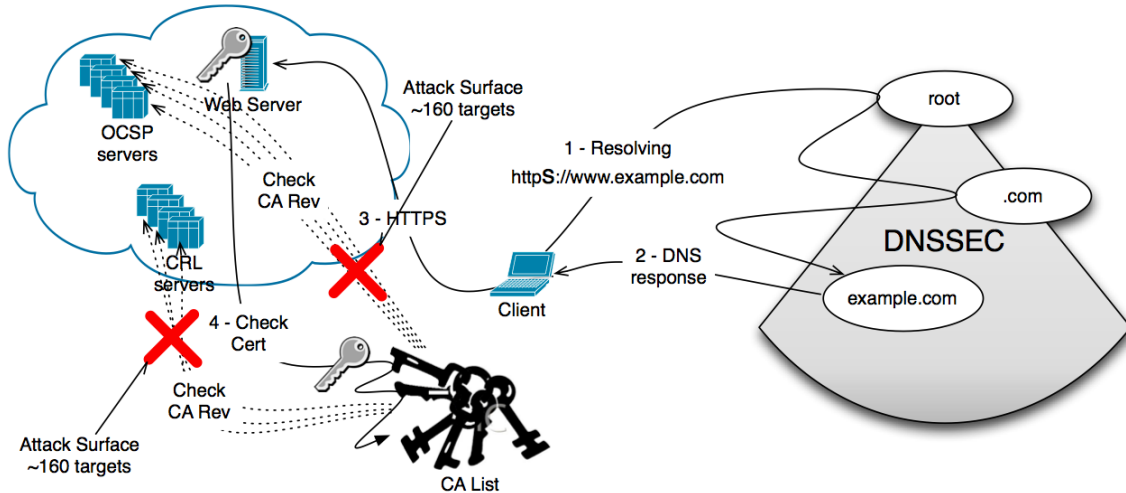 Web Server
OCSP
servers
Attack Surface
~160 targets
Check
CA Rev
3 - HTTPS
CRL
servers
4 - Check
Cert
Check
CA Rev
Attack Surface
~160 targets
CA List
Client
1 - Resolving
httpS://www.example.com
2 - DNS
response
root
.com
DNSSEC
example.com